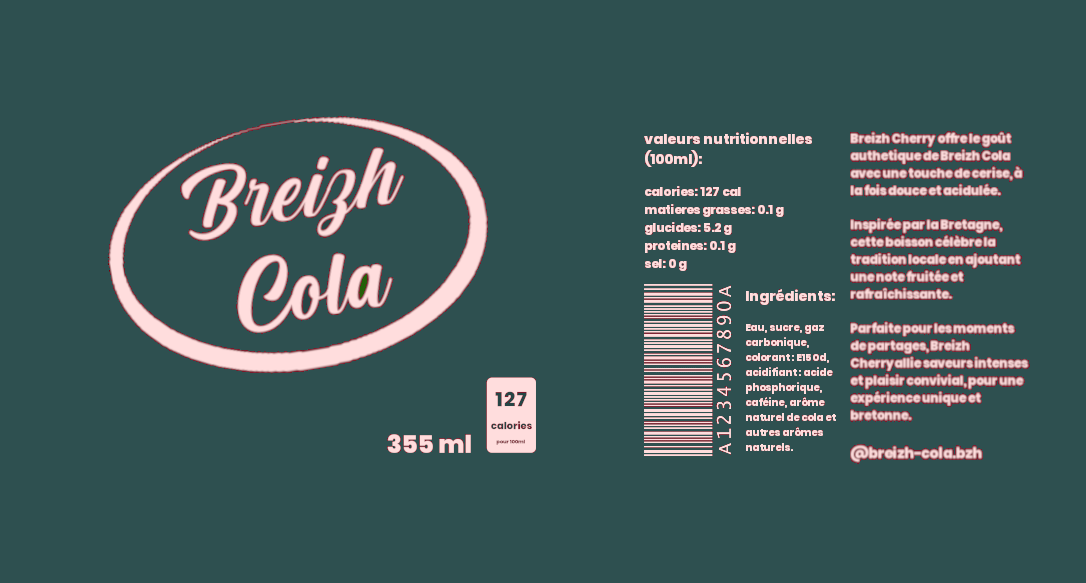 Breizh
Cola
355 ml
127
calories
pour 100ml
valeurs nutritionnelles
(100ml):
calories: 127 cal
matieres grasses: 0.1 g
glucides: 5.2 g
proteines: 0.1 g
sel: 0 g
A1234567890A
Ingrédients:
Eau, sucre, gaz
carbonique,
colorant: E150d,
acidifiant: acide
phosphorique,
caféine, arôme
naturel de cola et
autres arômes
naturels.
Breizh Cherry offre le goût
authetique de Breizh Cola
avec une touche de cerise, à
la fois douce et acidulée.
Inspirée par la Bretagne,
cette boisson célèbre la
tradition locale en ajoutant
une note fruitée et
rafraîchissante.
Parfaite pour les moments
de partages, Breizh
Cherry allie saveurs intenses
et plaisir convivial, pour une
expérience unique et
bretonne.
@breizh-cola.bzh